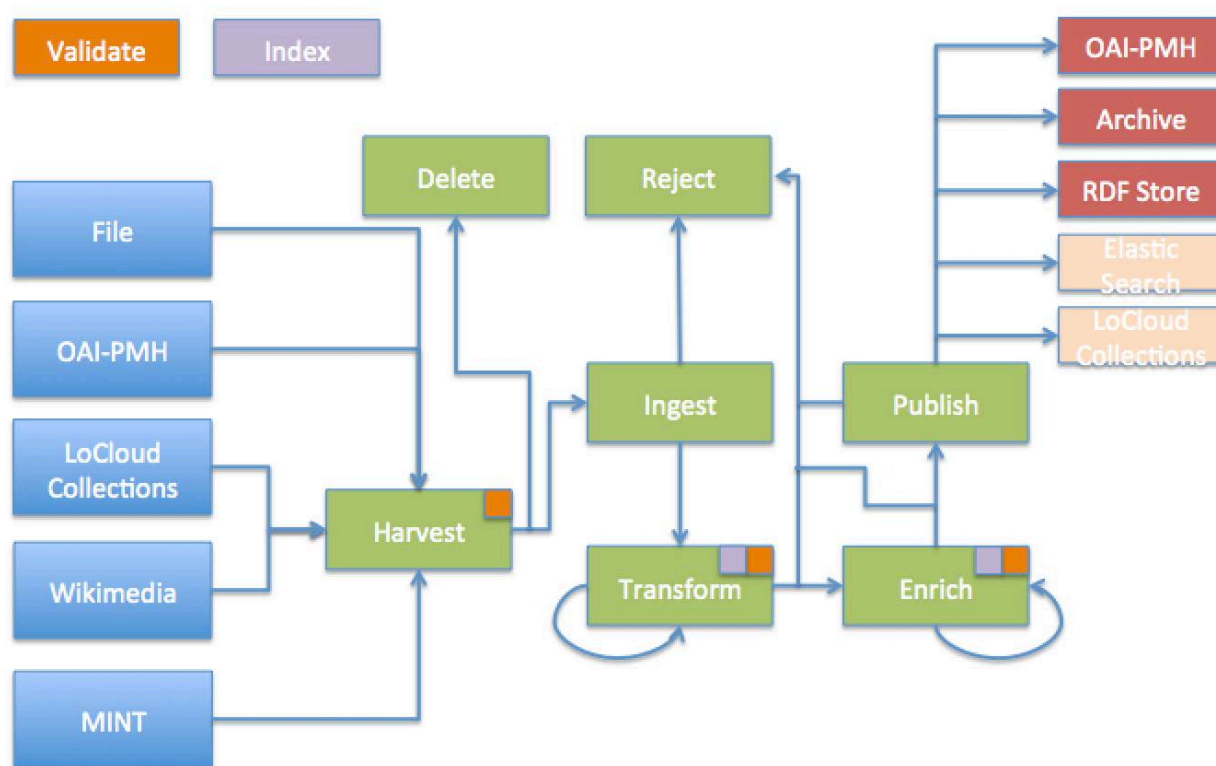 Validate
Index
OAI-PMH
Archive
RDF Store
Elastic
Search
LoCloud
Collections
Delete
Reject
File
OAI-PMH
LoCloud
Collections
Wikimedia
MINT
Harvest
Ingest
Publish
Transform
Enrich